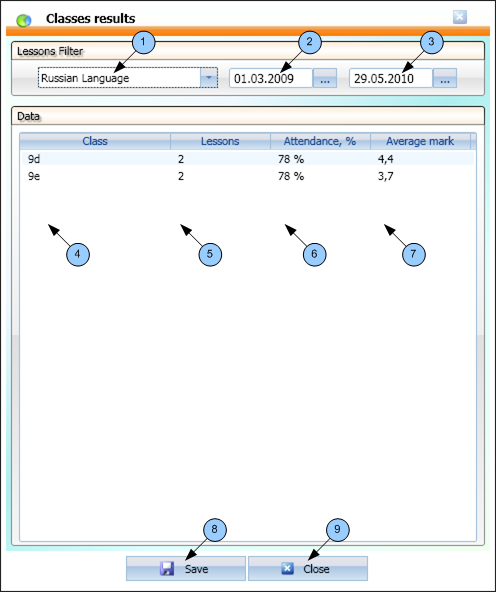 Classes results
1 2 3
Lessons Filter
Russian Language 01.03.2009 ... 29.05.2010 ...
Data
Class Lessons Attendance, % Average mark
9d 2 78 % 4,4
9e 2 78 % 3,7
4 5 6 7
8 9
Save Close